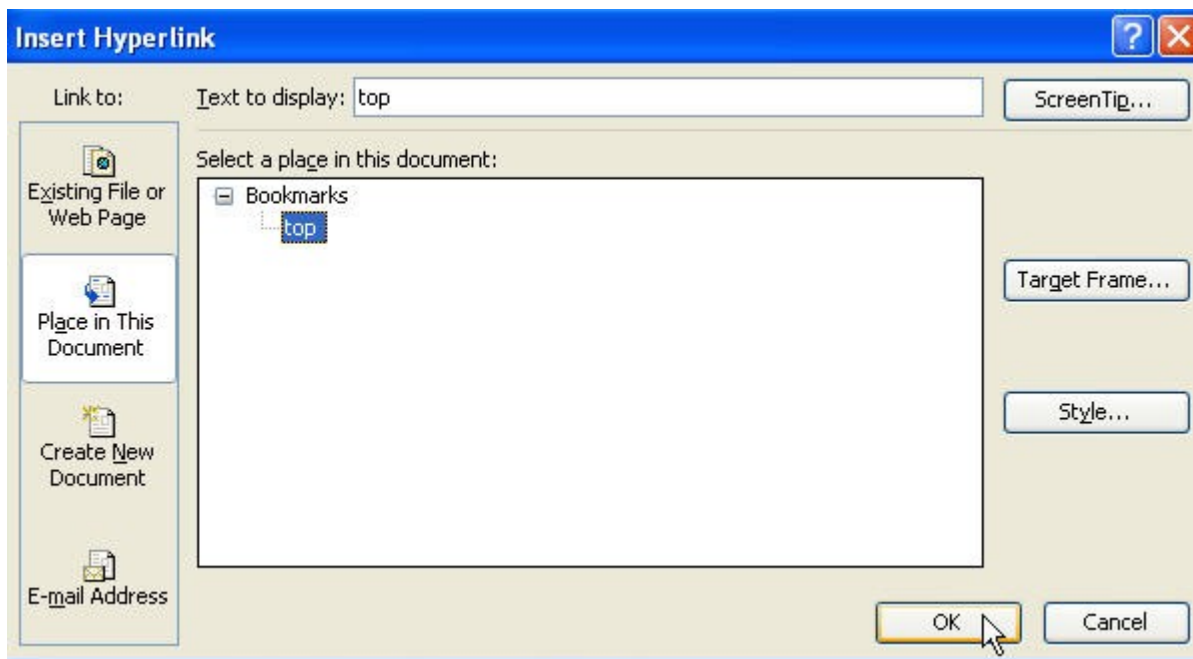 Insert Hyperlink
?
Link to:
Text to display: top
ScreenTip...
Existing File or
Web Page
Select a place in this document:
Bookmarks
top
Place in This
Document
Target Frame...
Create New
Document
Style...
E-mail Address
OK
Cancel